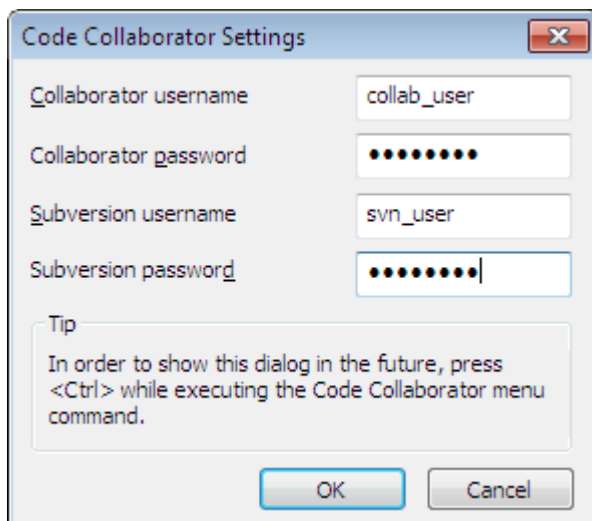 Code Collaborator Settings
Collaborator username collab_user
Collaborator password ●●●●●●●●
Subversion username svn_user
Subversion password ●●●●●●●●
Tip
In order to show this dialog in the future, press
<Ctrl> while executing the Code Collaborator menu
command.
OK Cancel